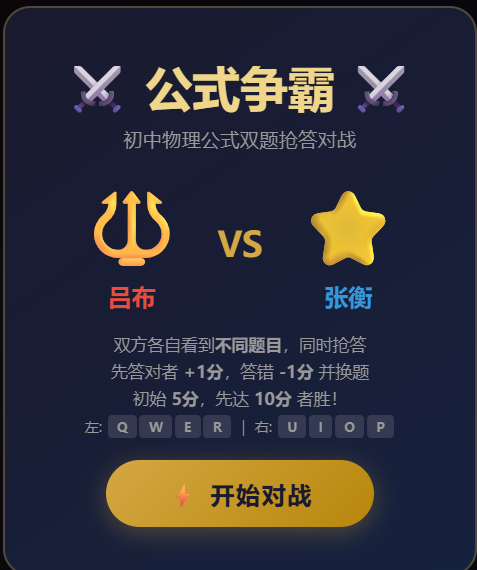 公式争霸
初中物理公式双题抢答对战
VS
吕布
张衡
双方各自看到不同题目，同时抢答
先答对者 +1分，答错 -1分 并换题
初始 5分，先达 10分 者胜！
左: Q W E R | 右: U I O P
开始对战